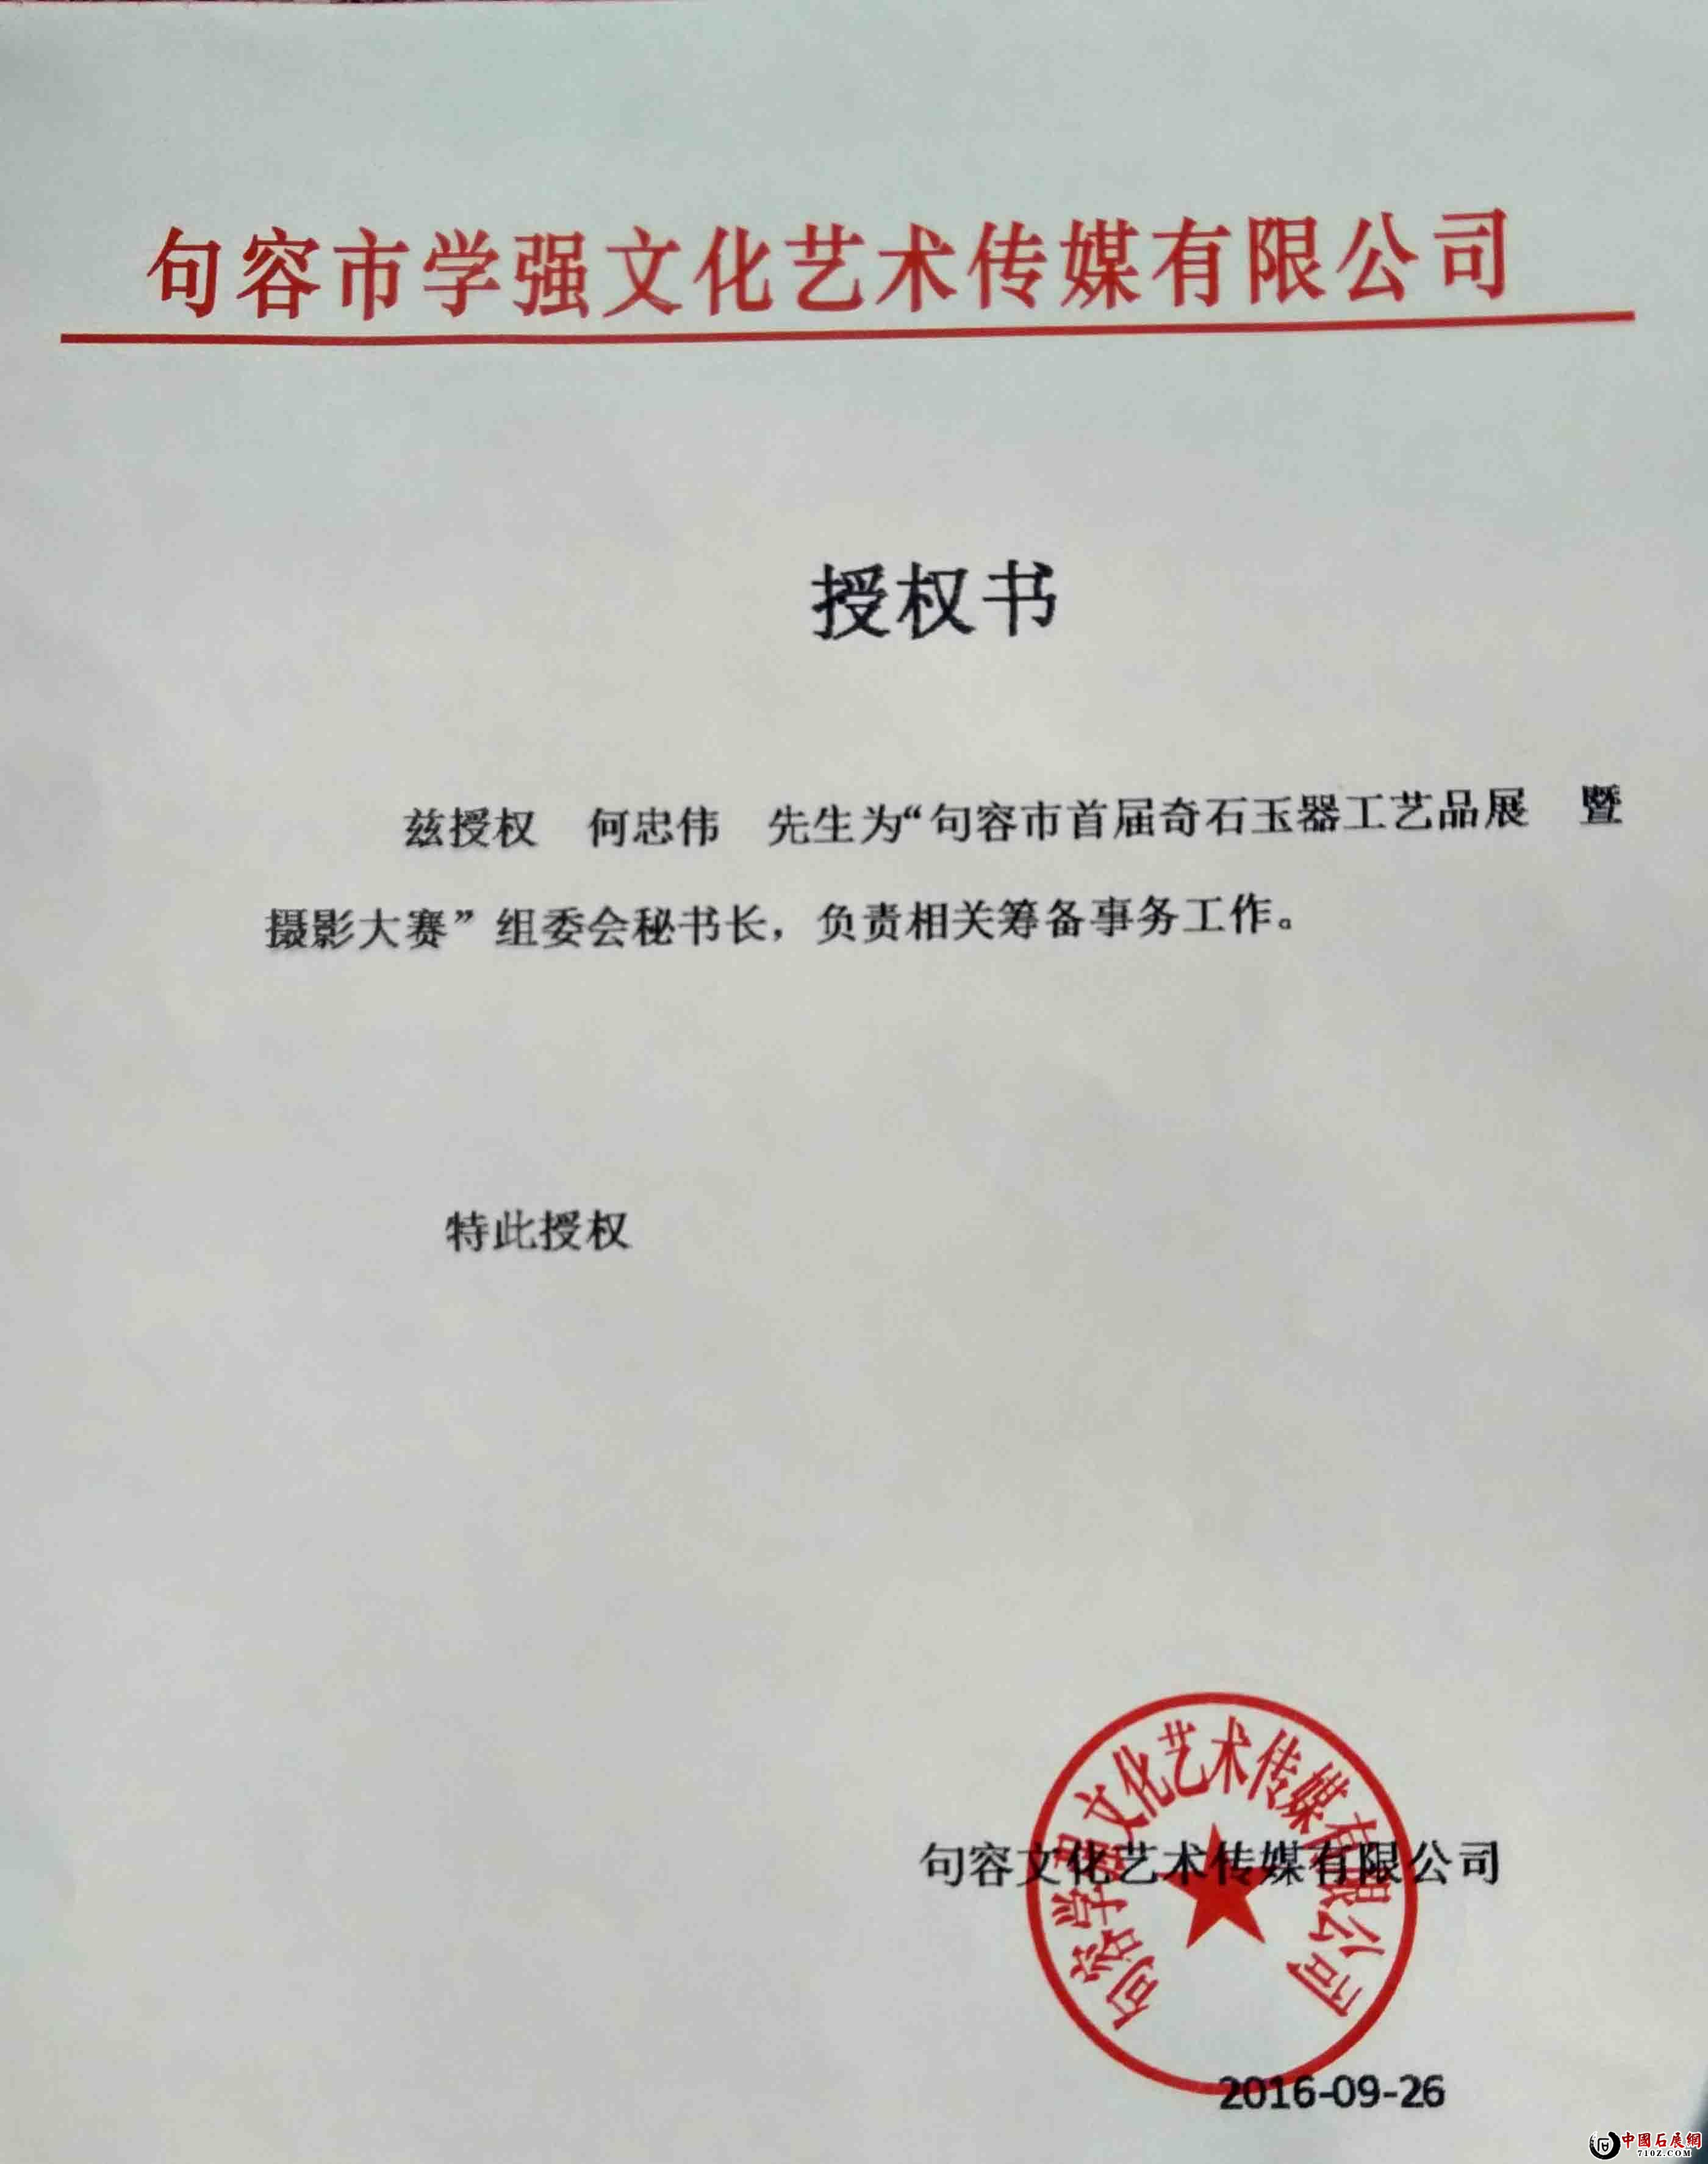 句容市学强文化艺术传媒有限公司
授权书
兹授权 何忠伟 先生为“句容市首届奇石玉器工艺品展 暨
摄影大赛”组委会秘书长，负责相关筹备事务工作。
特此授权
句容学强文化艺术传媒有限公司
句容文化艺术传媒有限公司
2016-09-26
中國石展網
710Z.COM